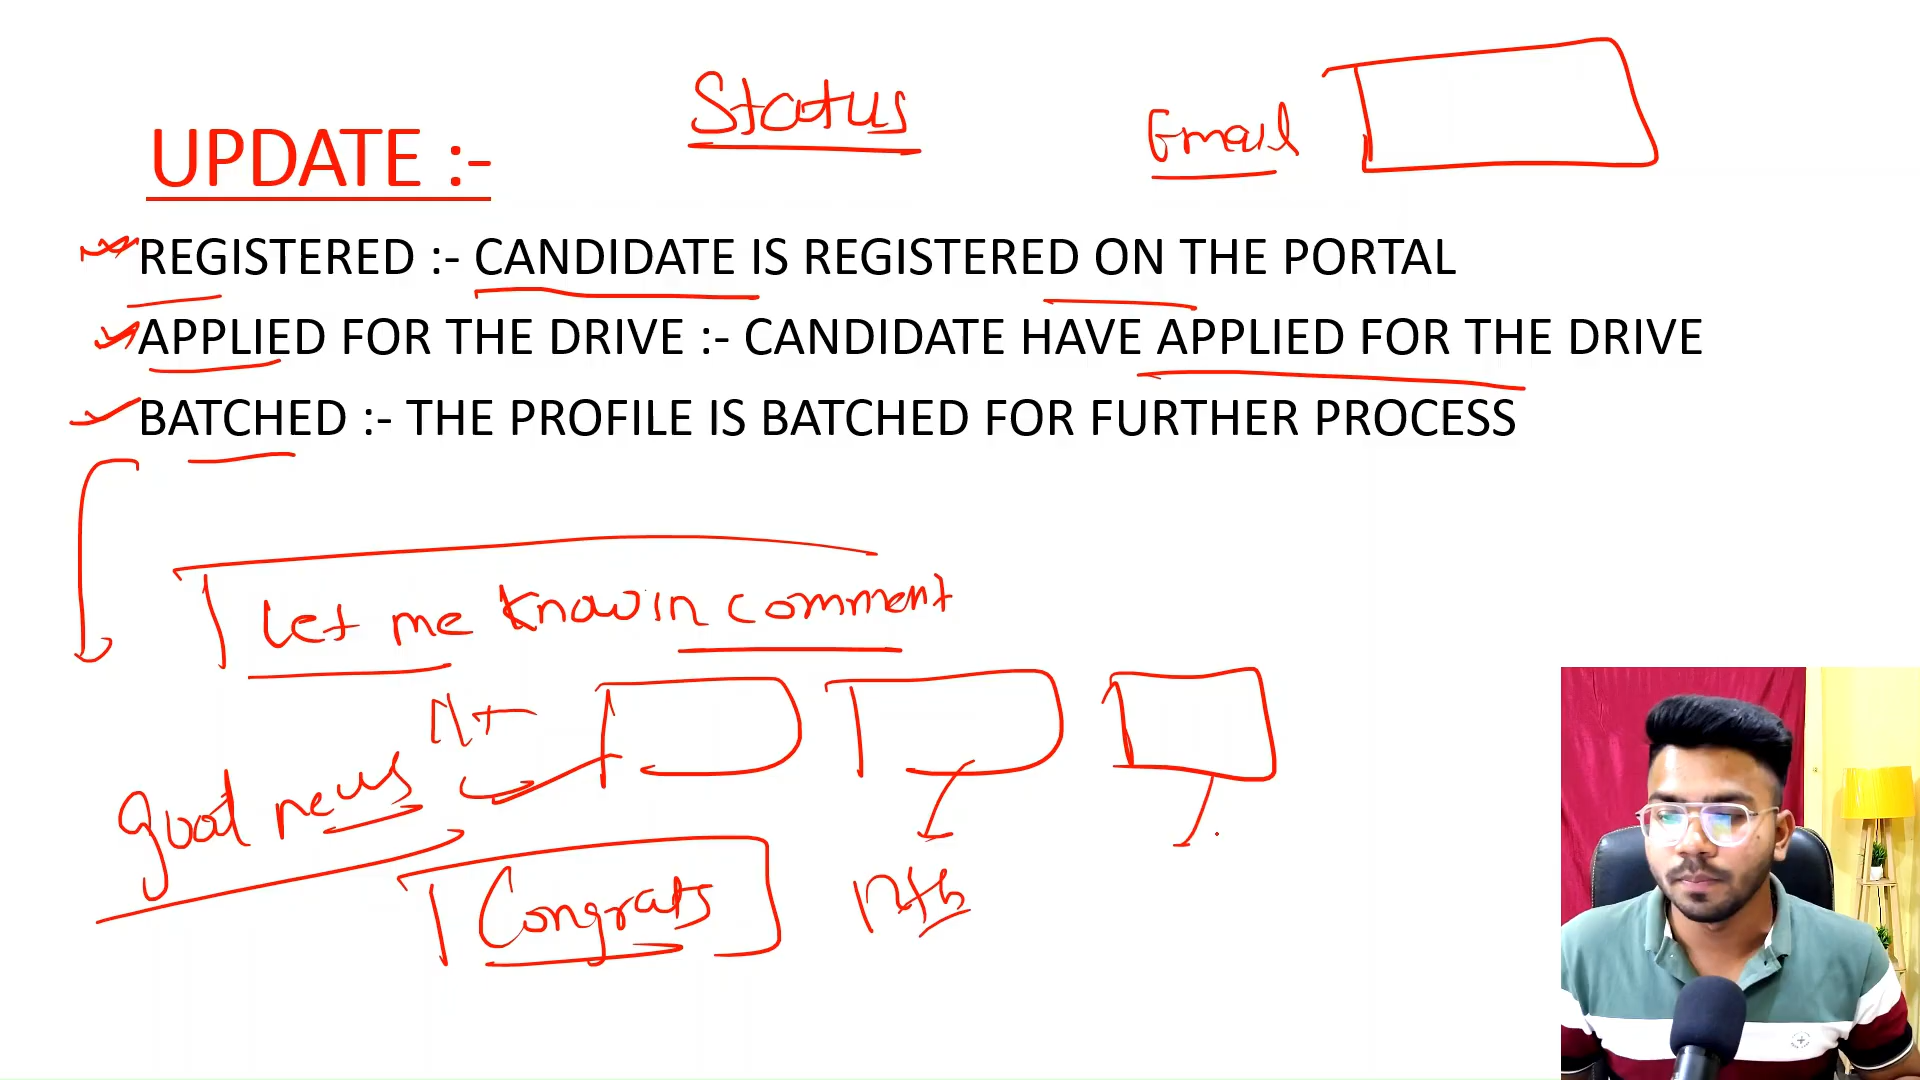 Status
Email
UPDATE :-
REGISTERED :- CANDIDATE IS REGISTERED ON THE PORTAL
APPLIED FOR THE DRIVE :- CANDIDATE HAVE APPLIED FOR THE DRIVE
BATCHED :- THE PROFILE IS BATCHED FOR FURTHER PROCESS
Let me know in comment
good news
Congrats
12th